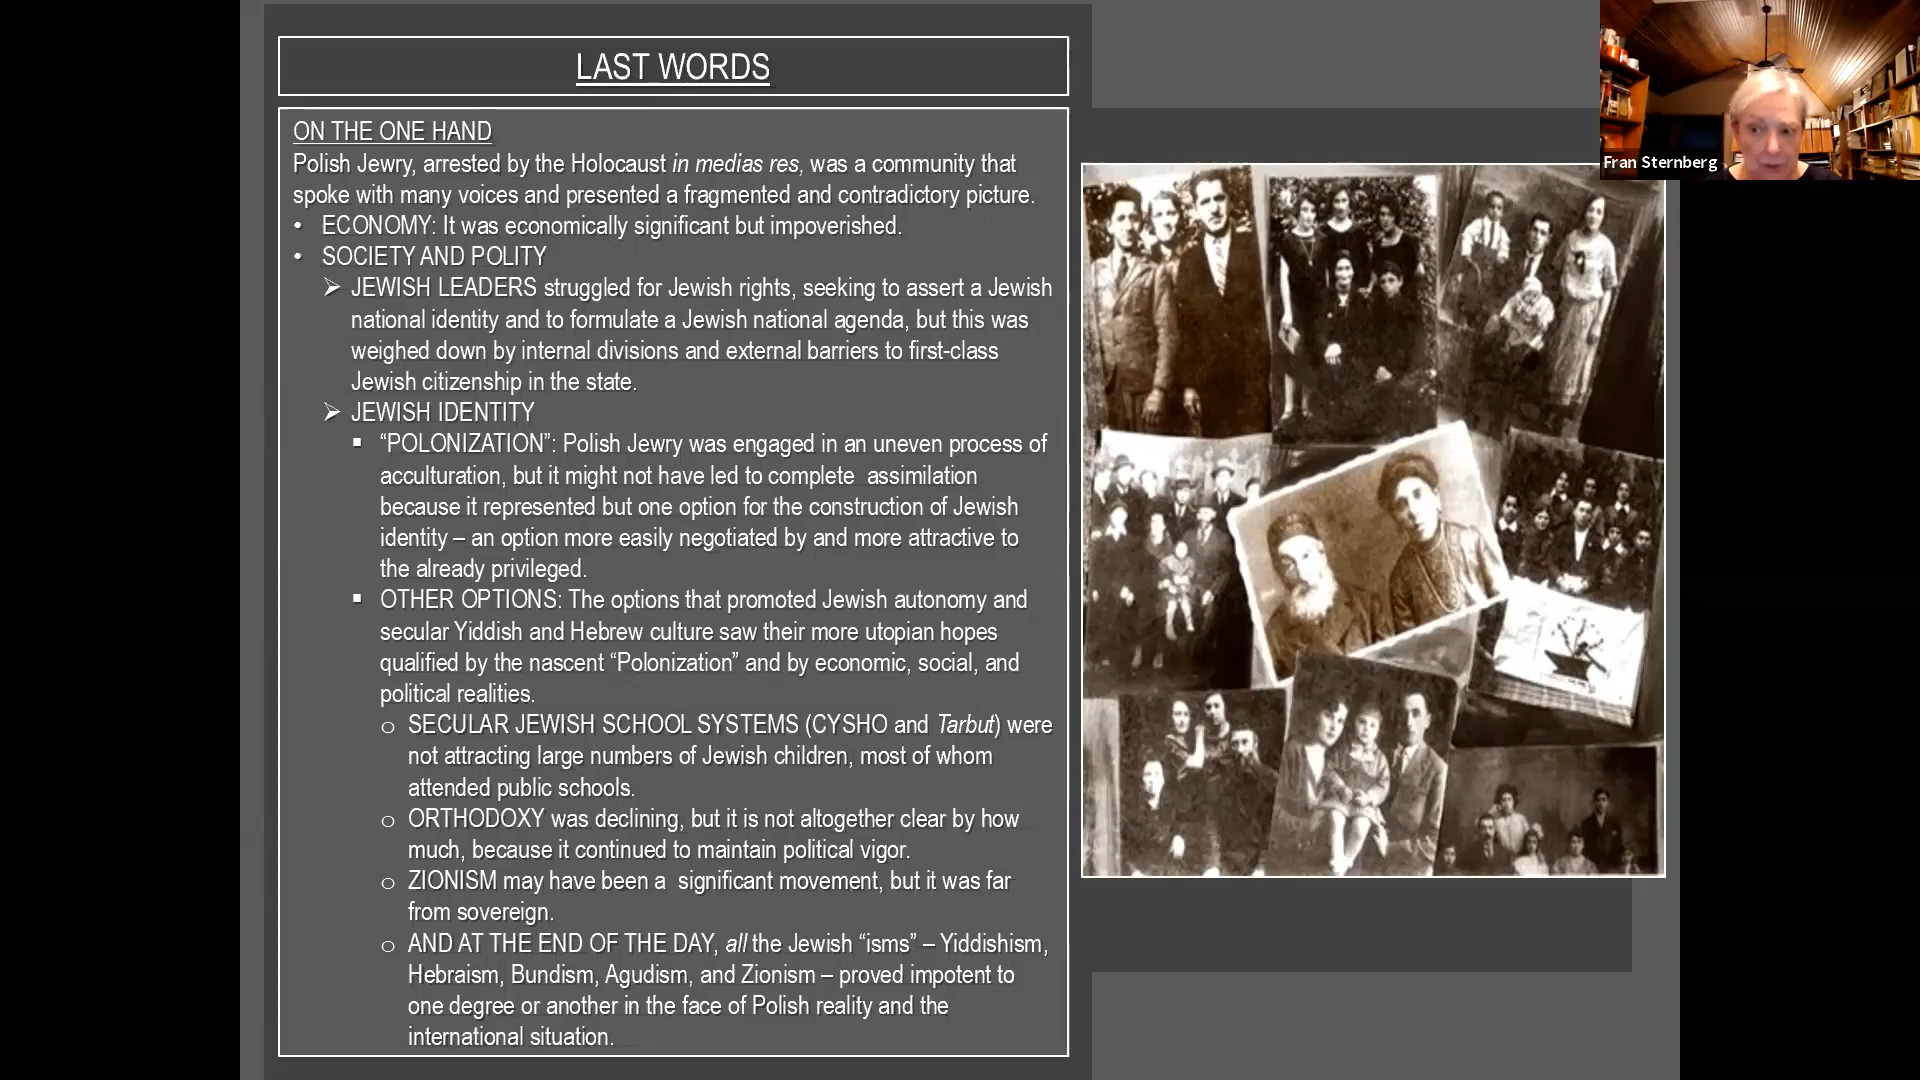 LAST WORDS
ON THE ONE HAND
Polish Jewry, arrested by the Holocaust in medias res, was a community that
spoke with many voices and presented a fragmented and contradictory picture.
• ECONOMY: It was economically significant but impoverished.
• SOCIETY AND POLITY
➢ JEWISH LEADERS struggled for Jewish rights, seeking to assert a Jewish
national identity and to formulate a Jewish national agenda, but this was
weighed down by internal divisions and external barriers to first-class
Jewish citizenship in the state.
➢ JEWISH IDENTITY
▪ “POLONIZATION”: Polish Jewry was engaged in an uneven process of
acculturation, but it might not have led to complete assimilation
because it represented but one option for the construction of Jewish
identity – an option more easily negotiated by and more attractive to
the already privileged.
▪ OTHER OPTIONS: The options that promoted Jewish autonomy and
secular Yiddish and Hebrew culture saw their more utopian hopes
qualified by the nascent “Polonization” and by economic, social, and
political realities.
o SECULAR JEWISH SCHOOL SYSTEMS (CYSHO and Tarbut) were
not attracting large numbers of Jewish children, most of whom
attended public schools.
o ORTHODOXY was declining, but it is not altogether clear by how
much, because it continued to maintain political vigor.
o ZIONISM may have been a significant movement, but it was far
from sovereign.
o AND AT THE END OF THE DAY, all the Jewish “isms” – Yiddishism,
Hebraism, Bundism, Agudism, and Zionism – proved impotent to
one degree or another in the face of Polish reality and the
international situation.
Fran Sternberg